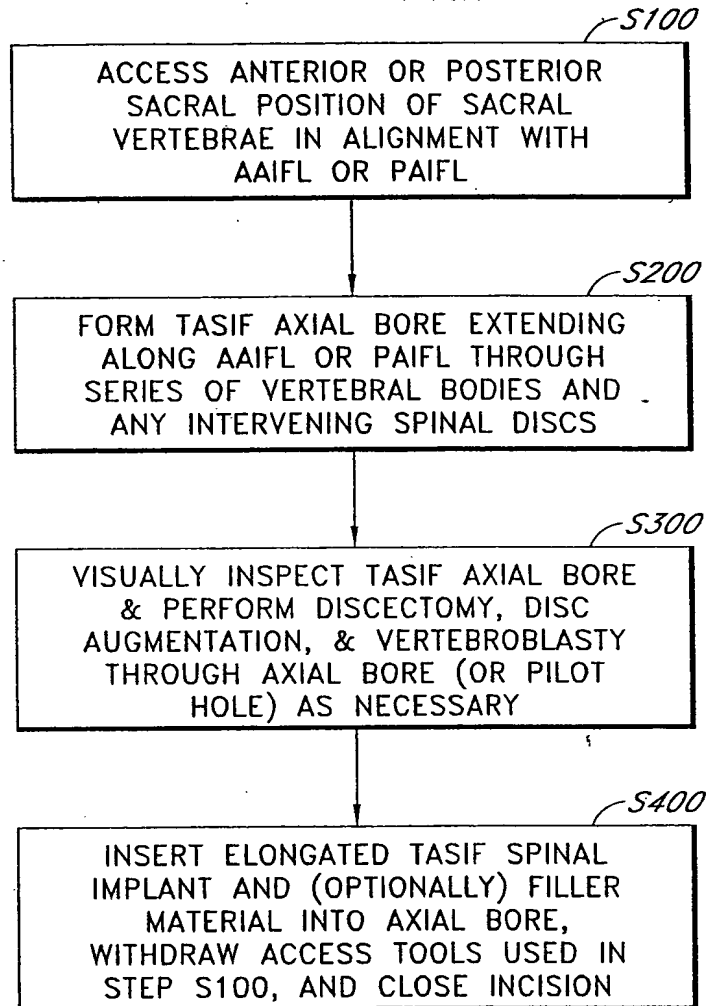 S100
ACCESS ANTERIOR OR POSTERIOR
SACRAL POSITION OF SACRAL
VERTEBRAE IN ALIGNMENT WITH
AAIFL OR PAIFL
S200
FORM TASIF AXIAL BORE EXTENDING
ALONG AAIFL OR PAIFL THROUGH
SERIES OF VERTEBRAL BODIES AND
ANY INTERVENING SPINAL DISCS
S300
VISUALLY INSPECT TASIF AXIAL BORE
& PERFORM DISCECTOMY, DISC
AUGMENTATION, & VERTEBROBLASTY
THROUGH AXIAL BORE (OR PILOT
HOLE) AS NECESSARY
S400
INSERT ELONGATED TASIF SPINAL
IMPLANT AND (OPTIONALLY) FILLER
MATERIAL INTO AXIAL BORE,
WITHDRAW ACCESS TOOLS USED IN
STEP S100, AND CLOSE INCISION